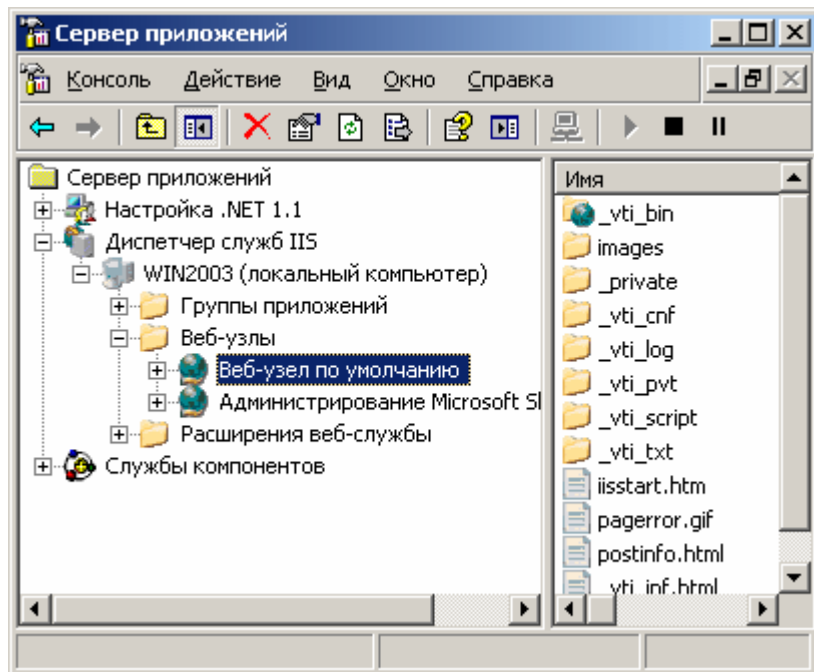 Сервер приложений
Консоль Действие Вид Окно Справка
Сервер приложений
Настройка .NET 1.1
Диспетчер служб IIS
WIN2003 (локальный компьютер)
Группы приложений
Веб-узлы
Веб-узел по умолчанию
Администрирование Microsoft
Расширения веб-службы
Службы компонентов
Имя
_vti_bin
images
_private
_vti_cnf
_vti_log
_vti_pvt
_vti_script
_vti_txt
iisstart.htm
pagerror.gif
postinfo.html
_vti_inf.html